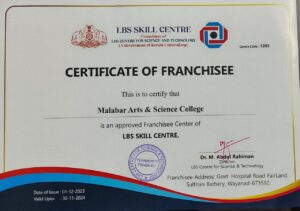 LBS SKILL CENTRE
Promotion of
LBS CENTRE FOR SCIENCE AND TECHNOLOGY
(A Government of Kerala Undertaking)
Centre Code : 1202
CERTIFICATE OF FRANCHISEE
This is to certify that
Malabar Arts & Science College
is an approved Franchisee Center of
LBS SKILL CENTRE.
Dr. M. Abdul Rahiman
Director
LBS Centre for Science & Technology
Franchisee Address: Govt. Hospital Road FairLand,
Sulthan Bathery, Wayanad-673592
Date of Issue : 01-12-2023
Valid Upto : 30-11-2024